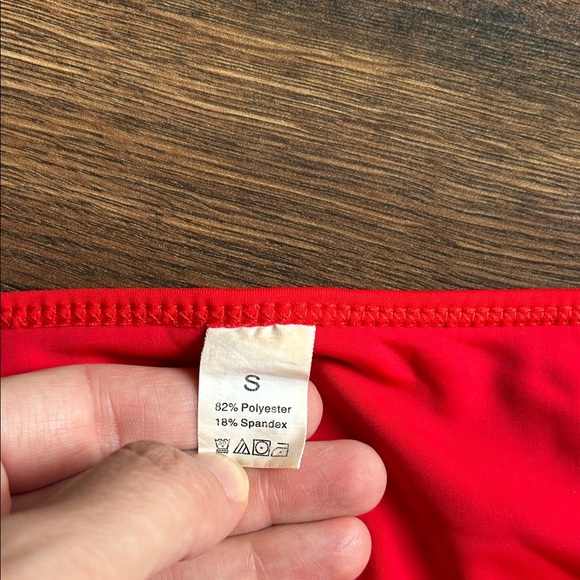 S
82% Polyester
18% Spandex